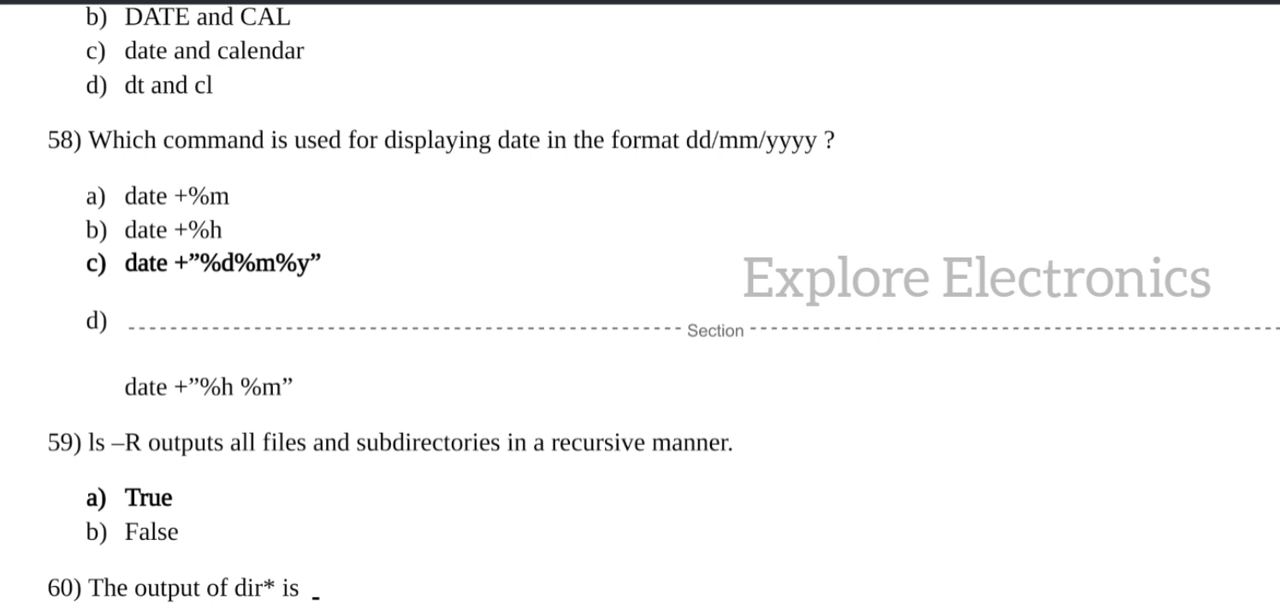 b) DATE and CAL
c) date and calendar
d) dt and cl
58) Which command is used for displaying date in the format dd/mm/yyyy ?
a) date +%m
b) date +%h
c) date +”%d%m%y”
Explore Electronics
d)
Section
date +”%h %m”
59) ls –R outputs all files and subdirectories in a recursive manner.
a) True
b) False
60) The output of dir* is _